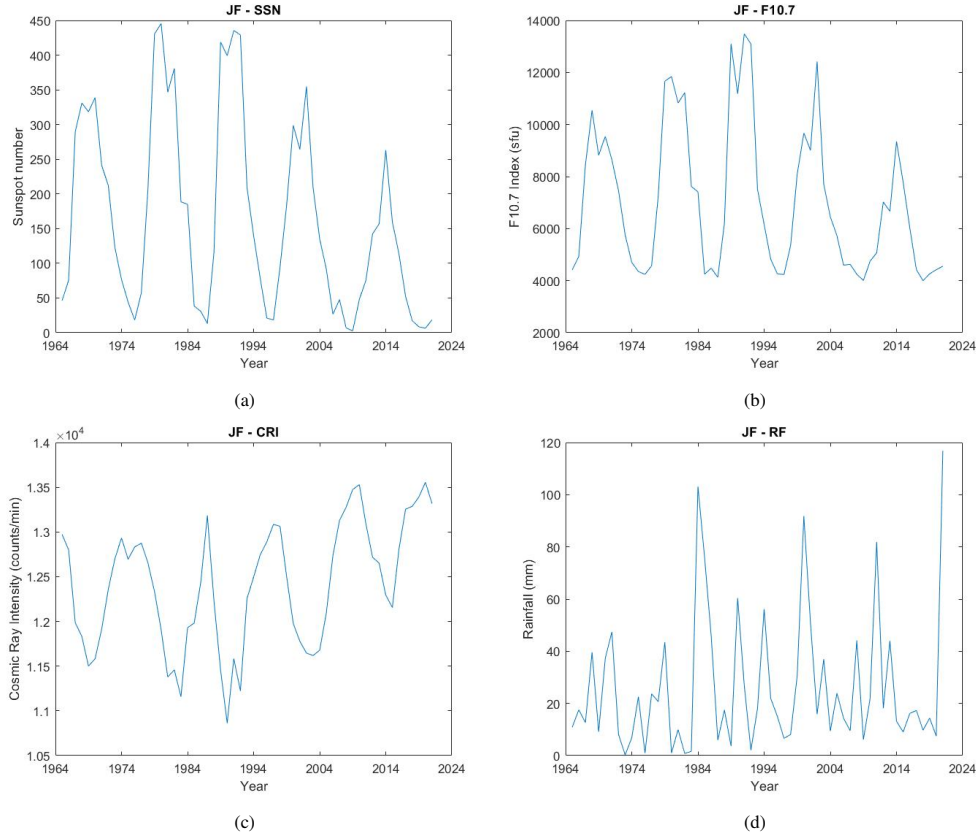 JF - SSN
450
400
350
300
250
200
150
100
50
0
Sunspot number
1964 1974 1984 1994 2004 2014 2024
Year
(a)
JF - F10.7
14000
12000
10000
8000
6000
4000
2000
F10.7 Index (sfu)
1964 1974 1984 1994 2004 2014 2024
Year
(b)
JF - CRI
×10⁴
1.4
1.35
1.3
1.25
1.2
1.15
1.1
1.05
Cosmic Ray Intensity (counts/min)
1964 1974 1984 1994 2004 2014 2024
Year
(c)
JF - RF
120
100
80
60
40
20
0
Rainfall (mm)
1964 1974 1984 1994 2004 2014 2024
Year
(d)